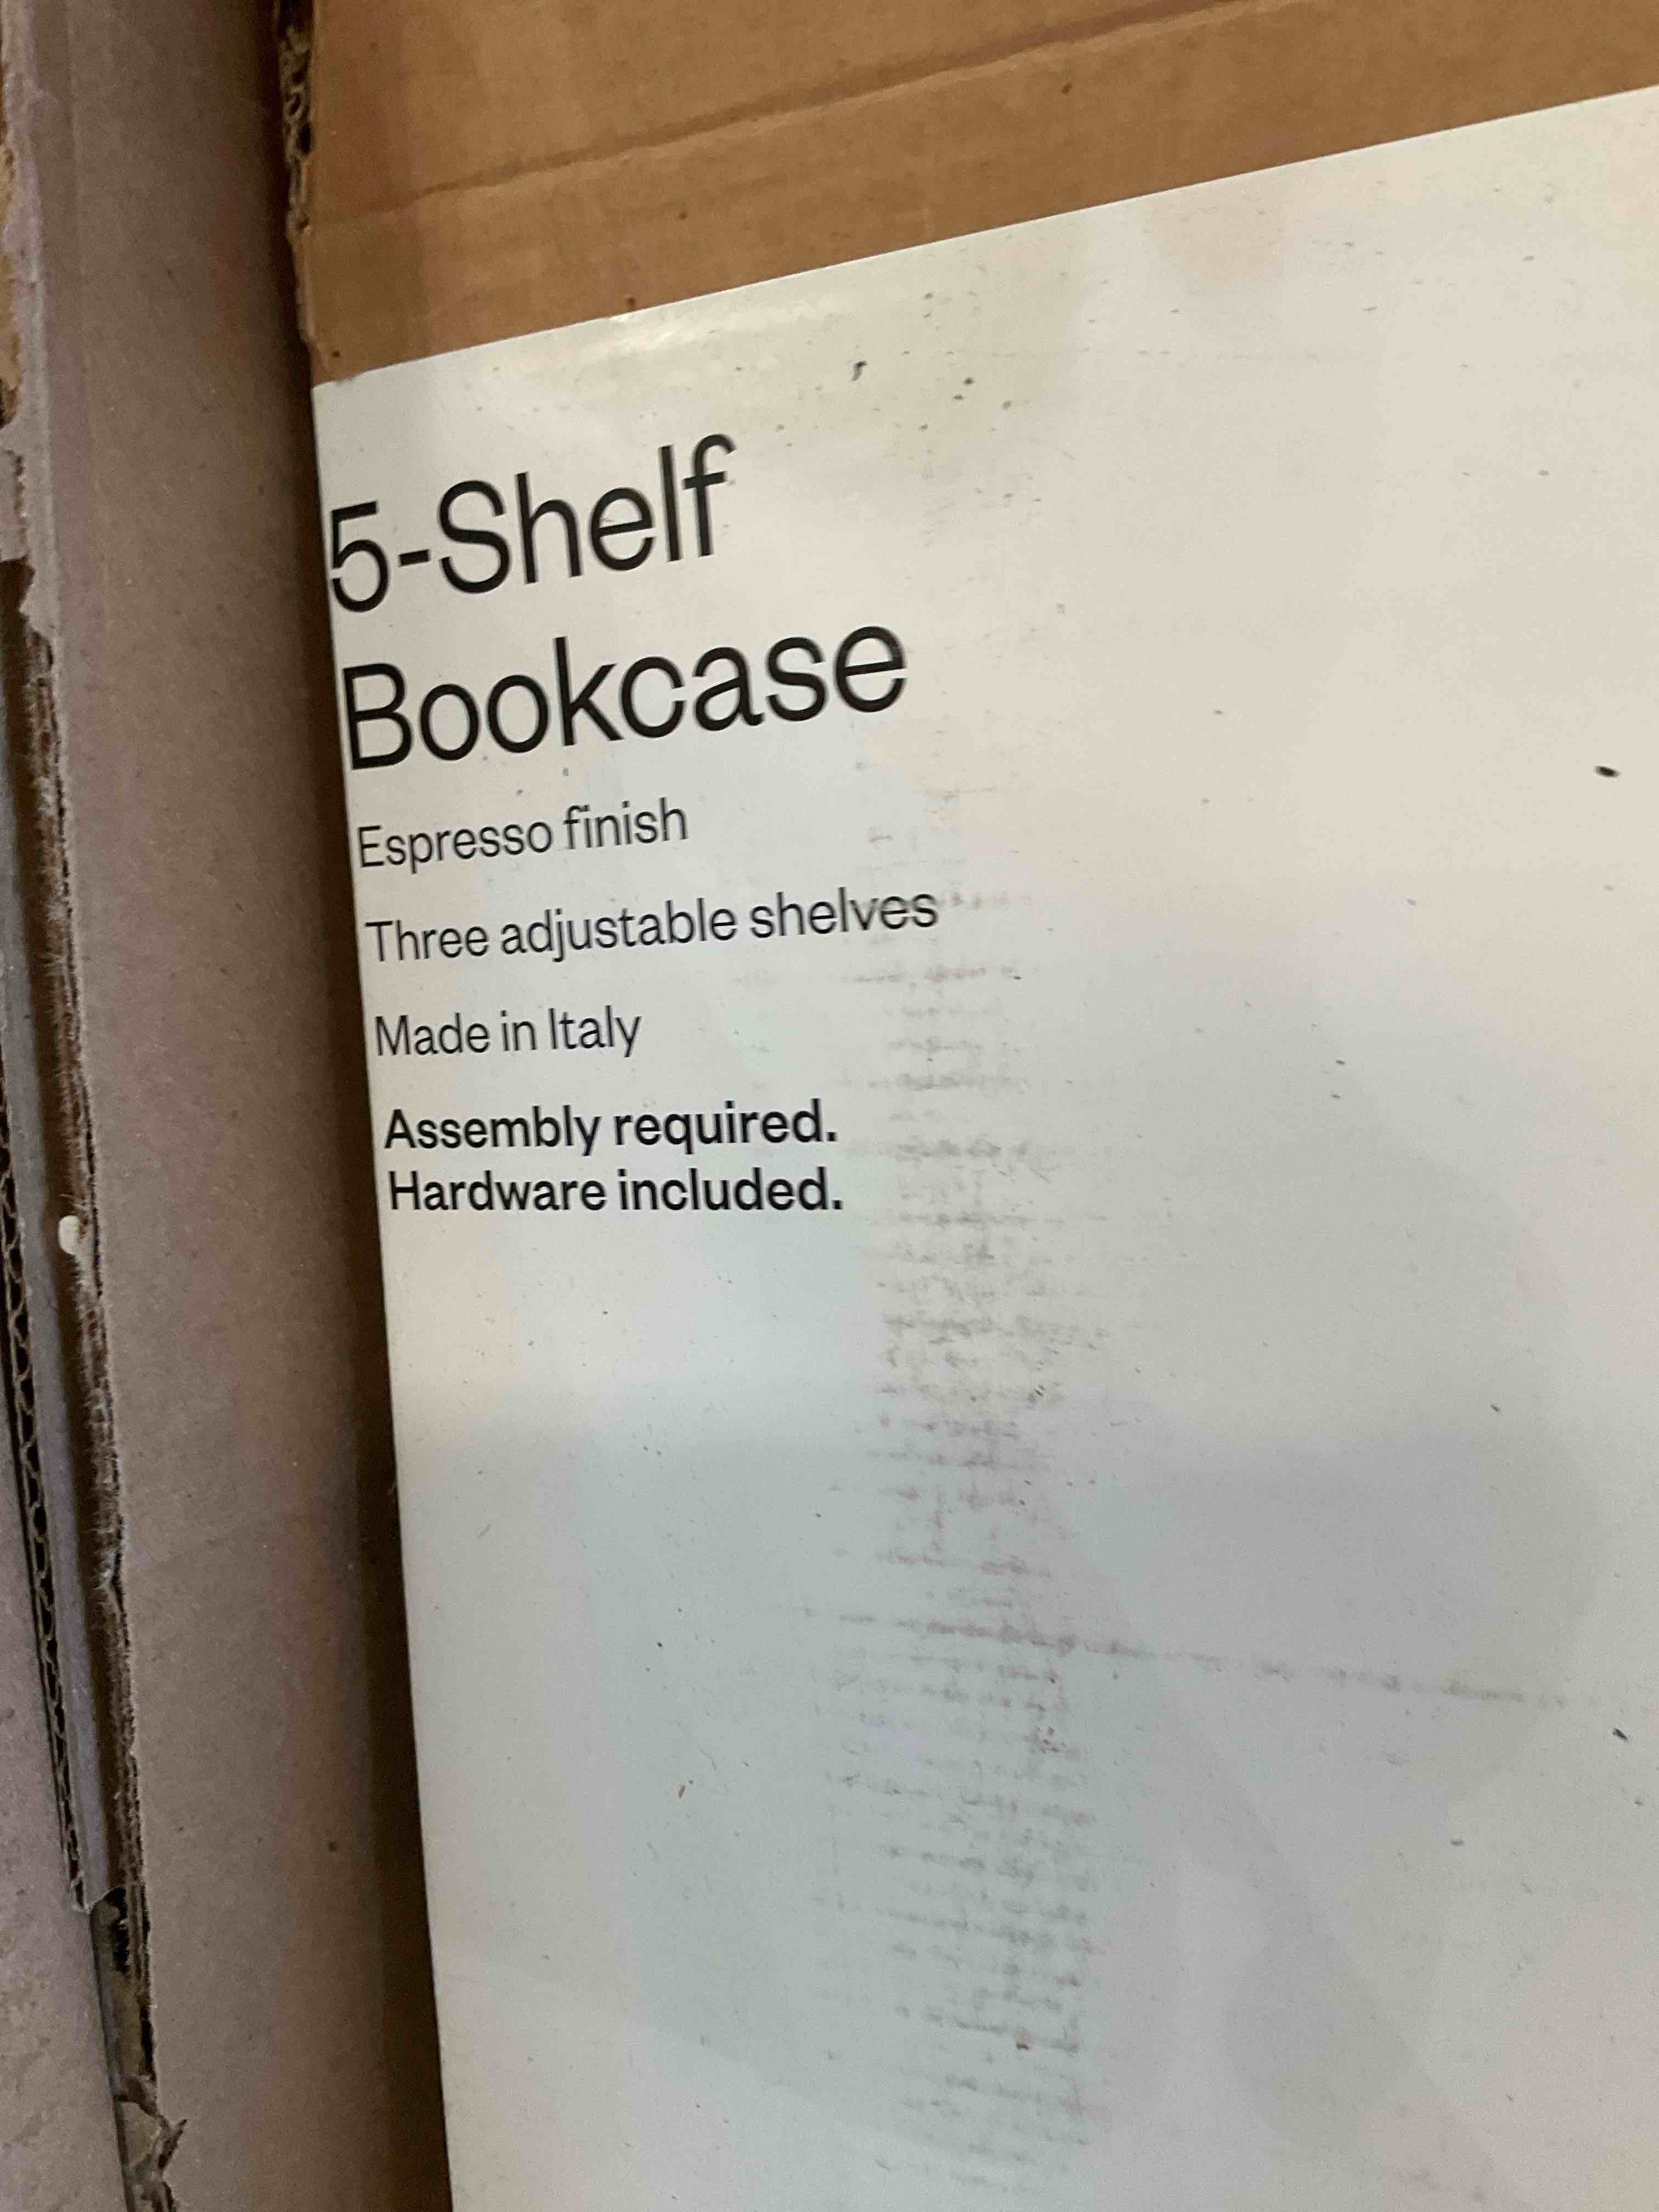 5-Shelf
Bookcase
Espresso finish
Three adjustable shelves
Made in Italy
Assembly required.
Hardware included.